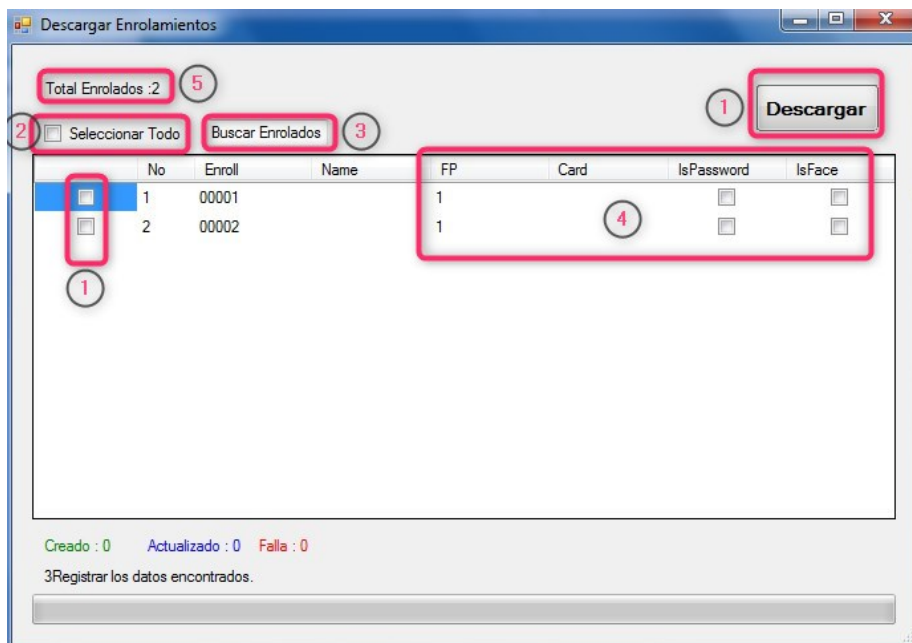 Descargar Enrolamientos
Total Enrolados :2 5
1 Descargar
2 Seleccionar Todo Buscar Enrolados 3
No Enroll Name FP Card IsPassword IsFace
1 00001 1
4
2 00002 1
1
Creado : 0 Actualizado : 0 Falla : 0
3Registrar los datos encontrados.